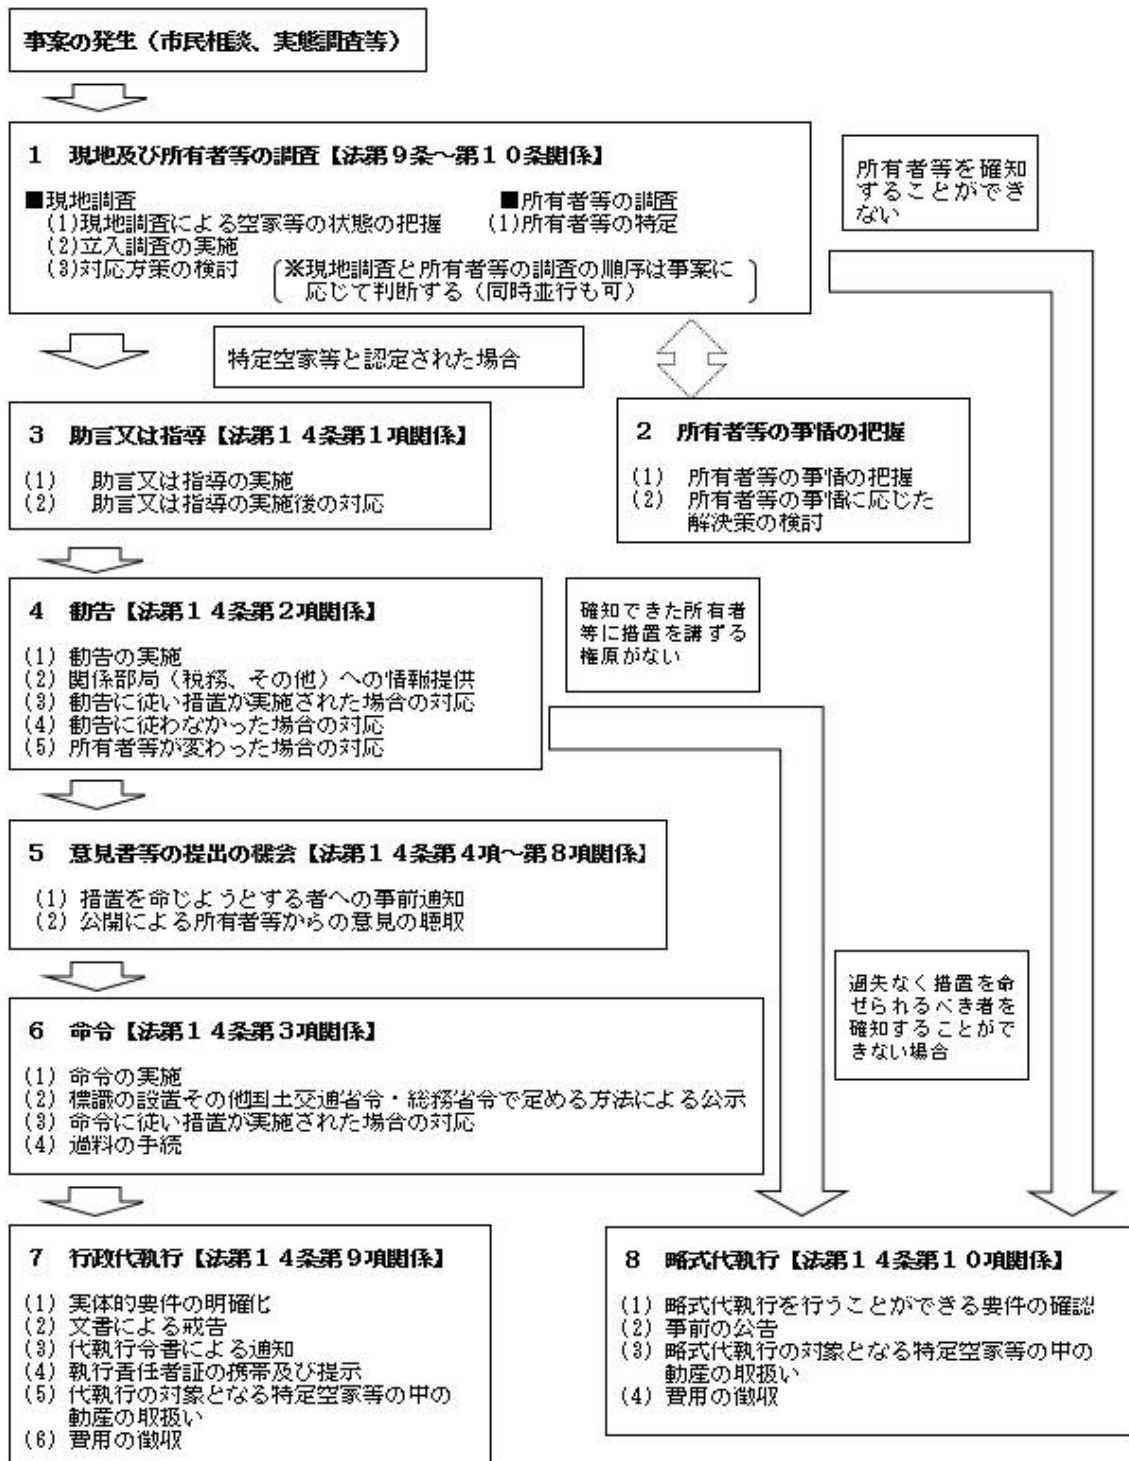 事案の発生（市民相談、実態調査等）
1 現地及び所有者等の調査【法第９条～第１０条関係】
■現地調査
(1)現地調査による空家等の状態の把握
(2)立入調査の実施
(3)対応方策の検討
■所有者等の調査
(1)所有者等の特定
※現地調査と所有者等の調査の順序は事案に
応じて判断する（同時並行も可）
所有者等を確知
することができ
ない
特定空家等と認定された場合
2 所有者等の事情の把握
(1) 所有者等の事情の把握
(2) 所有者等の事情に応じた
解決策の検討
3 助言又は指導【法第１４条第１項関係】
(1) 助言又は指導の実施
(2) 助言又は指導の実施後の対応
4 勧告【法第１４条第２項関係】
(1) 勧告の実施
(2) 関係部局（税務、その他）への情報提供
(3) 勧告に従い措置が実施された場合の対応
(4) 勧告に従わなかった場合の対応
(5) 所有者等が変わった場合の対応
確知できた所有者
等に措置を講ずる
権原がない
5 意見者等の提出の機会【法第１４条第４項～第８項関係】
(1) 措置を命じようとする者への事前通知
(2) 公開による所有者等からの意見の聴取
過失なく措置を命
ぜられるべき者を
確知することがで
きない場合
6 命令【法第１４条第３項関係】
(1) 命令の実施
(2) 標識の設置その他国土交通省令・総務省令で定める方法による公示
(3) 命令に従い措置が実施された場合の対応
(4) 過料の手続
7 行政代執行【法第１４条第９項関係】
(1) 実体的要件の明確化
(2) 文書による戒告
(3) 代執行令書による通知
(4) 執行責任者証の携帯及び提示
(5) 代執行の対象となる特定空家等の中の
動産の取扱い
(6) 費用の徴収
8 略式代執行【法第１４条第１０項関係】
(1) 略式代執行を行うことができる要件の確認
(2) 事前の公告
(3) 略式代執行の対象となる特定空家等の中の
動産の取扱い
(4) 費用の徴収